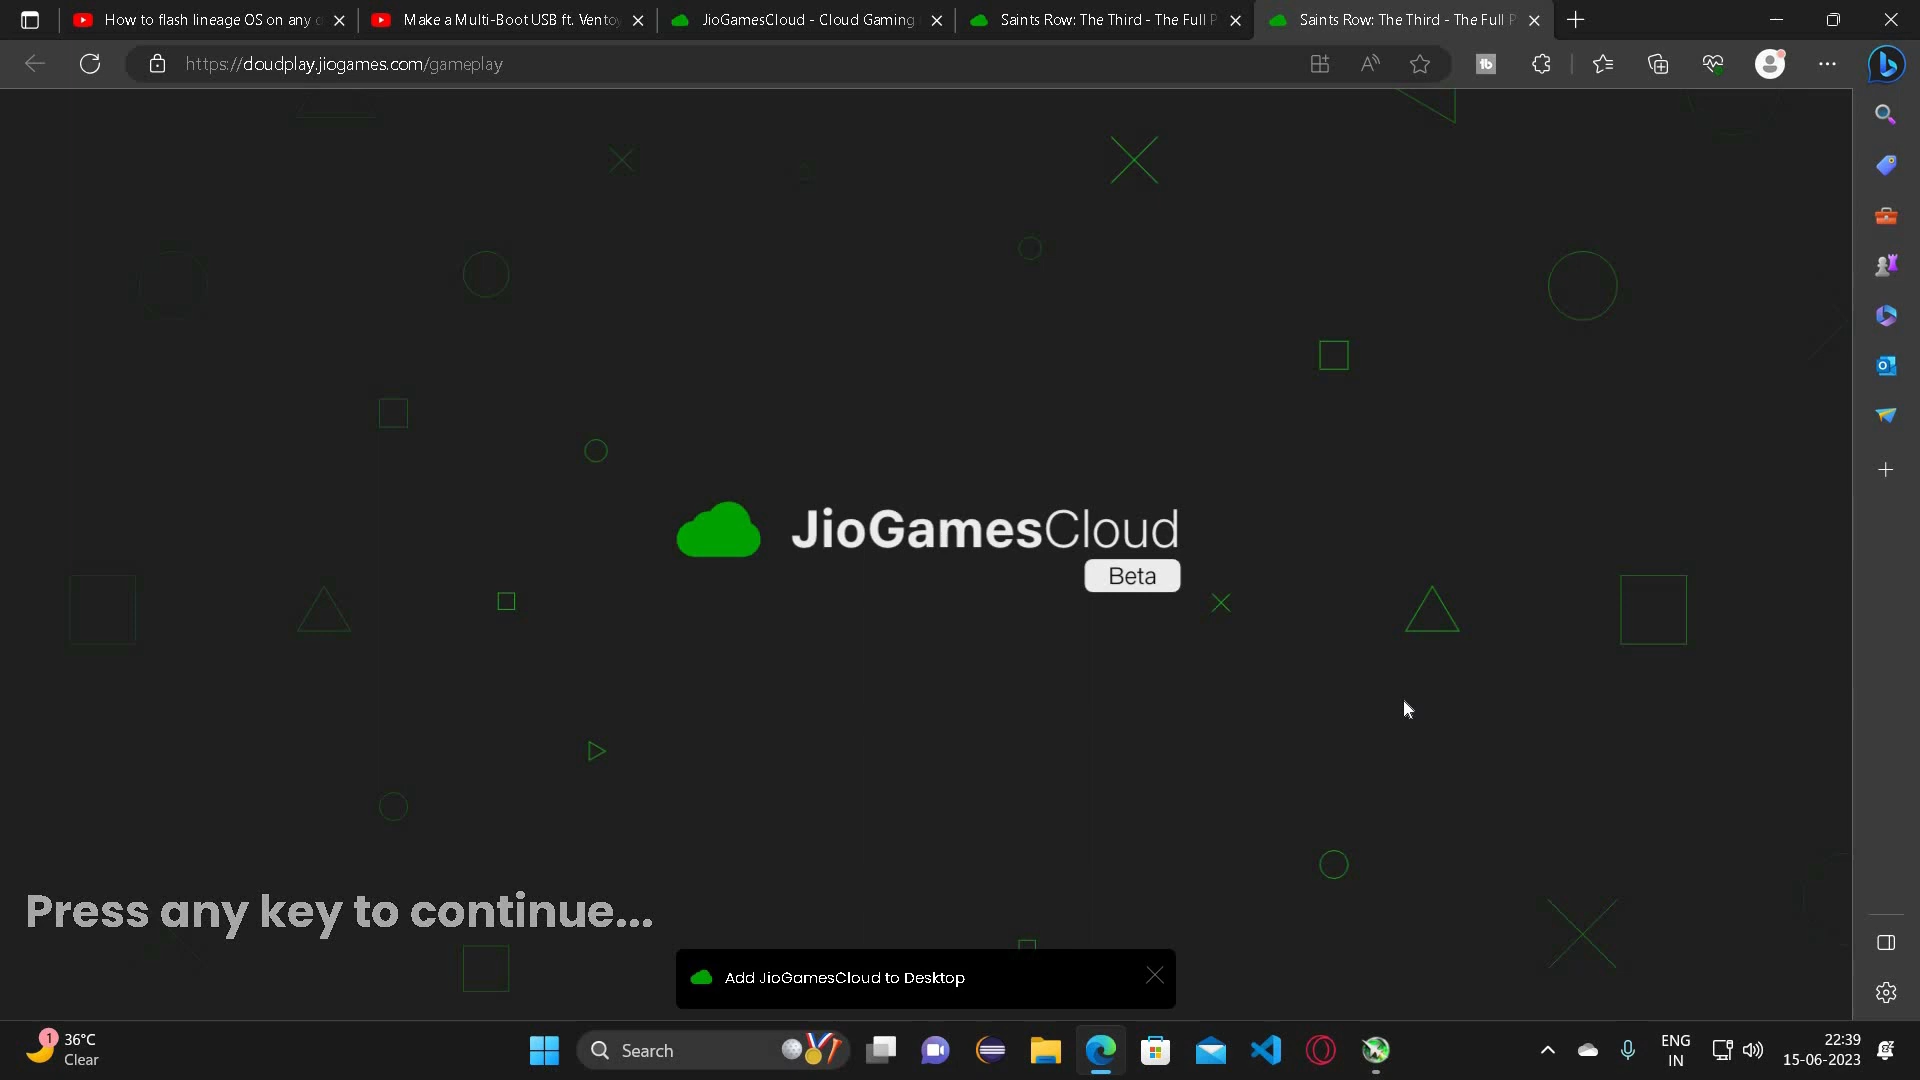 How to flash lineage OS on any
Make a Multi-Boot USB ft. Vento
JioGamesCloud - Cloud Gaming
Saints Row: The Third - The Full P
Saints Row: The Third - The Full P
https://cloudplay.jiogames.com/gameplay
JioGamesCloud
Beta
Press any key to continue...
Add JioGamesCloud to Desktop
1
36°C
Clear
Search
ENG
IN
22:39
15-06-2023